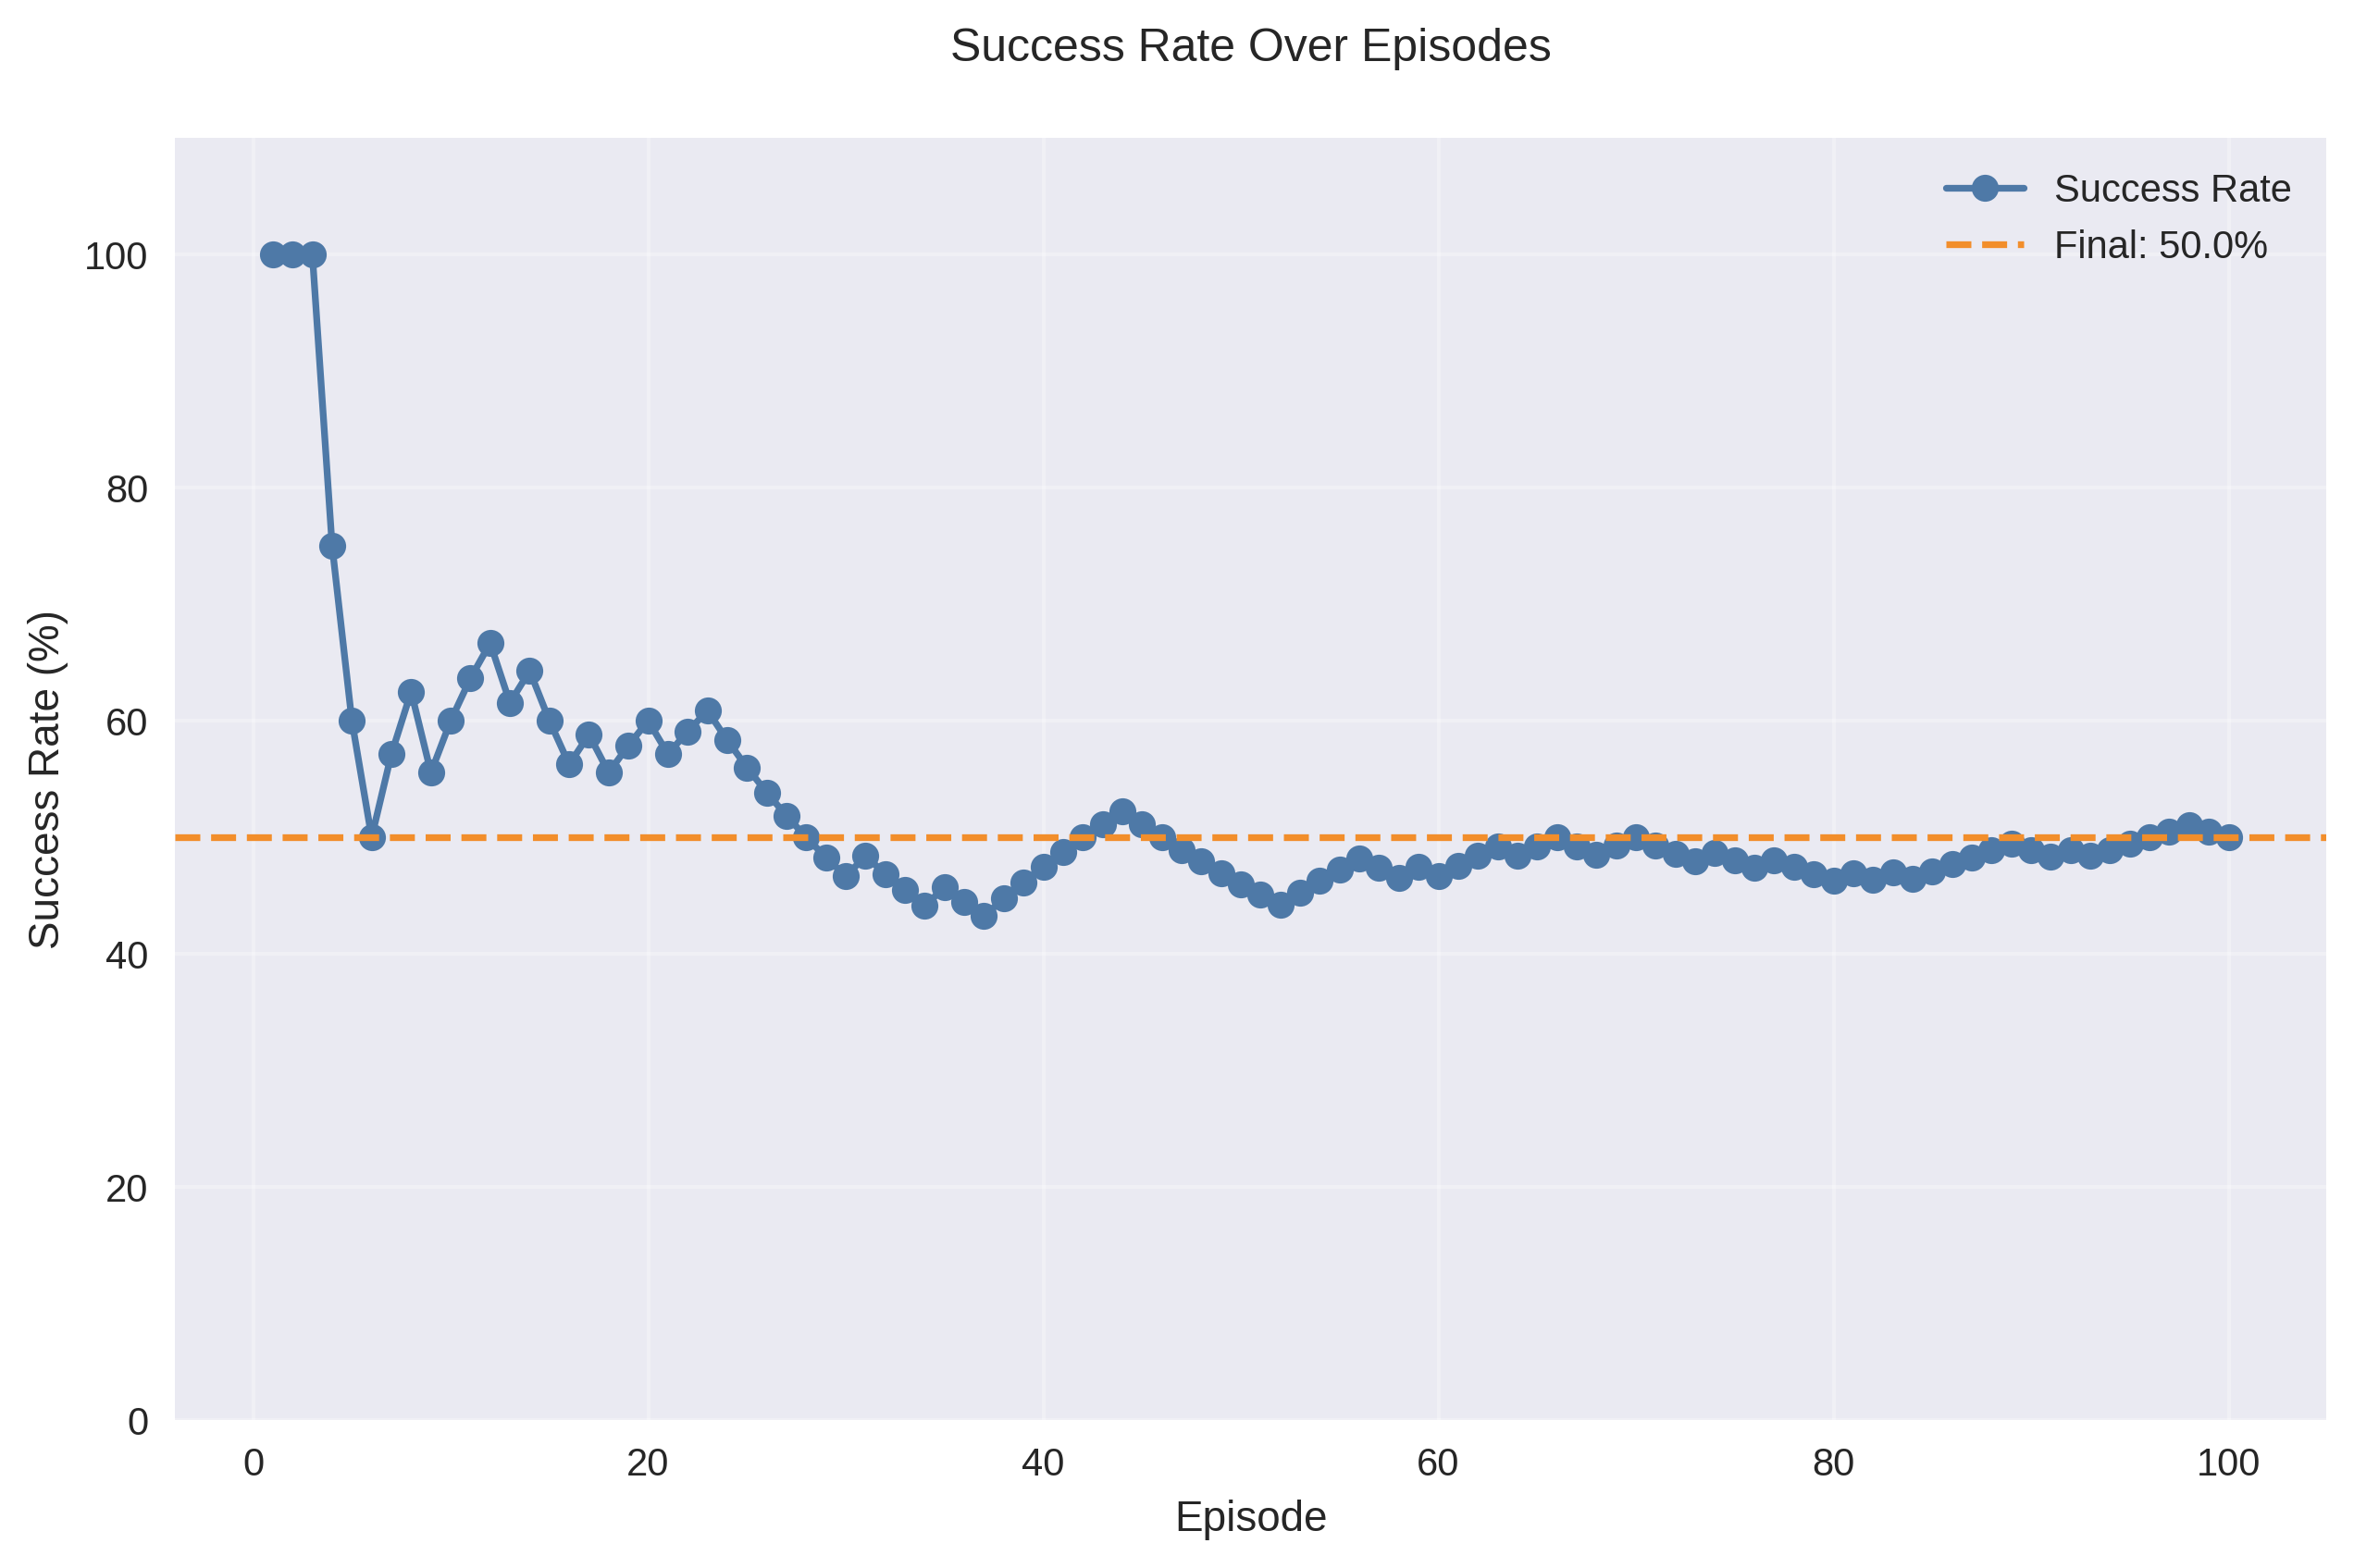 Success Rate Over Episodes
Success Rate
Final: 50.0%
100
80
60
40
20
0
Success Rate (%)
0 20 40 60 80 100
Episode